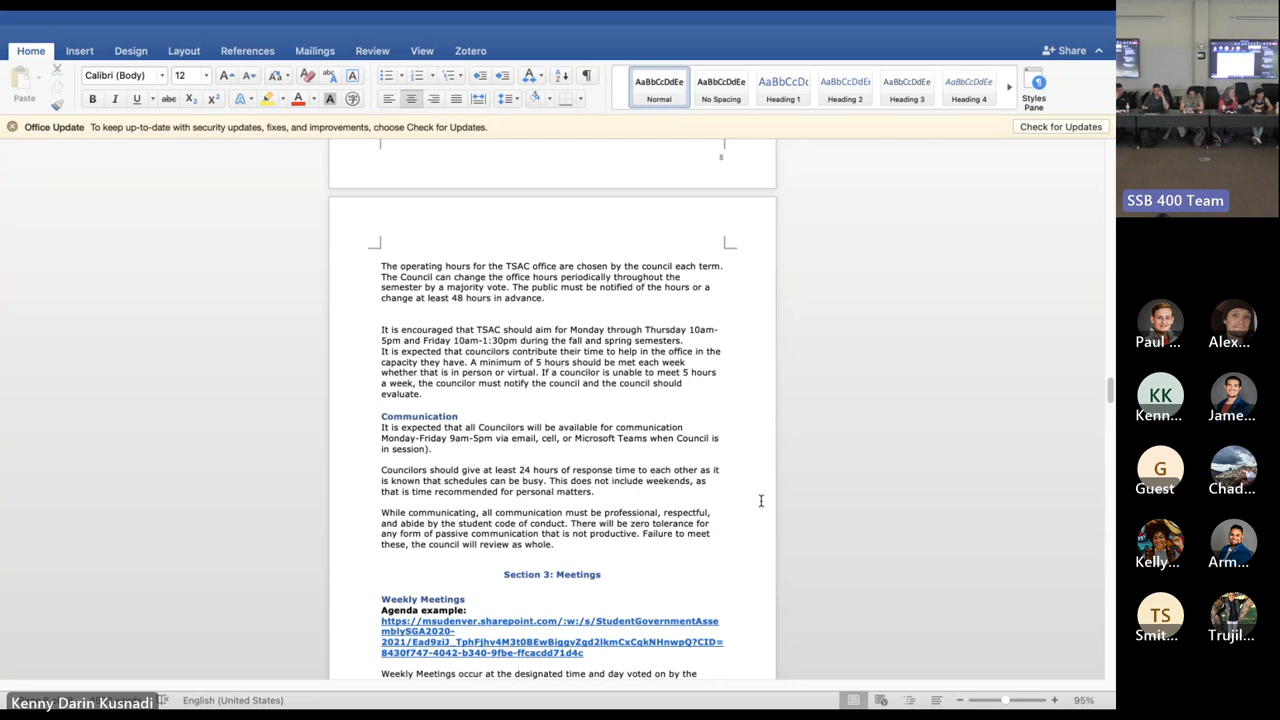 Home Insert Design Layout References Mailings Review View Zotero Share
Paste Calibri (Body) 12 AaBbCcDdEe AaBbCcDdEe AaBbCcDc AaBbCcDdEe AaBbCcDdEe AaBbCcDdEe
Normal No Spacing Heading 1 Heading 2 Heading 3 Heading 4 Styles Pane
Office Update To keep up-to-date with security updates, fixes, and improvements, choose Check for Updates. Check for Updates
8
SSB 400 Team
The operating hours for the TSAC office are chosen by the council each term.
The Council can change the office hours periodically throughout the
semester by a majority vote. The public must be notified of the hours or a
change at least 48 hours in advance.
It is encouraged that TSAC should aim for Monday through Thursday 10am-
5pm and Friday 10am-1:30pm during the fall and spring semesters.
It is expected that councilors contribute their time to help in the office in the
capacity they have. A minimum of 5 hours should be met each week
whether that is in person or virtual. If a councilor is unable to meet 5 hours
a week, the councilor must notify the council and the council should
evaluate.
Communication
It is expected that all Councilors will be available for communication
Monday-Friday 9am-5pm via email, cell, or Microsoft Teams when Council is
in session).
Councilors should give at least 24 hours of response time to each other as it
is known that schedules can be busy. This does not include weekends, as
that is time recommended for personal matters.
While communicating, all communication must be professional, respectful,
and abide by the student code of conduct. There will be zero tolerance for
any form of passive communication that is not productive. Failure to meet
these, the council will review as whole.
Section 3: Meetings
Weekly Meetings
Agenda example:
https://msudenver.sharepoint.com/:w:/s/StudentGovernmentAsse
mblySGA2020-
2021/Ead9ziJ_TphFjhv4M3t0BEwBiggvZgd2lkmCxCqkNHnwpQ?CID=
8430f747-4042-b340-9fbe-ffcacdd71d4c
Weekly Meetings occur at the designated time and day voted on by the
Paul ... Alex...
KK
Kenn... Jame...
G
Guest Chad...
Kelly... Arm...
TS
Smit... Trujil...
Kenny Darin Kusnadi
English (United States) 95%